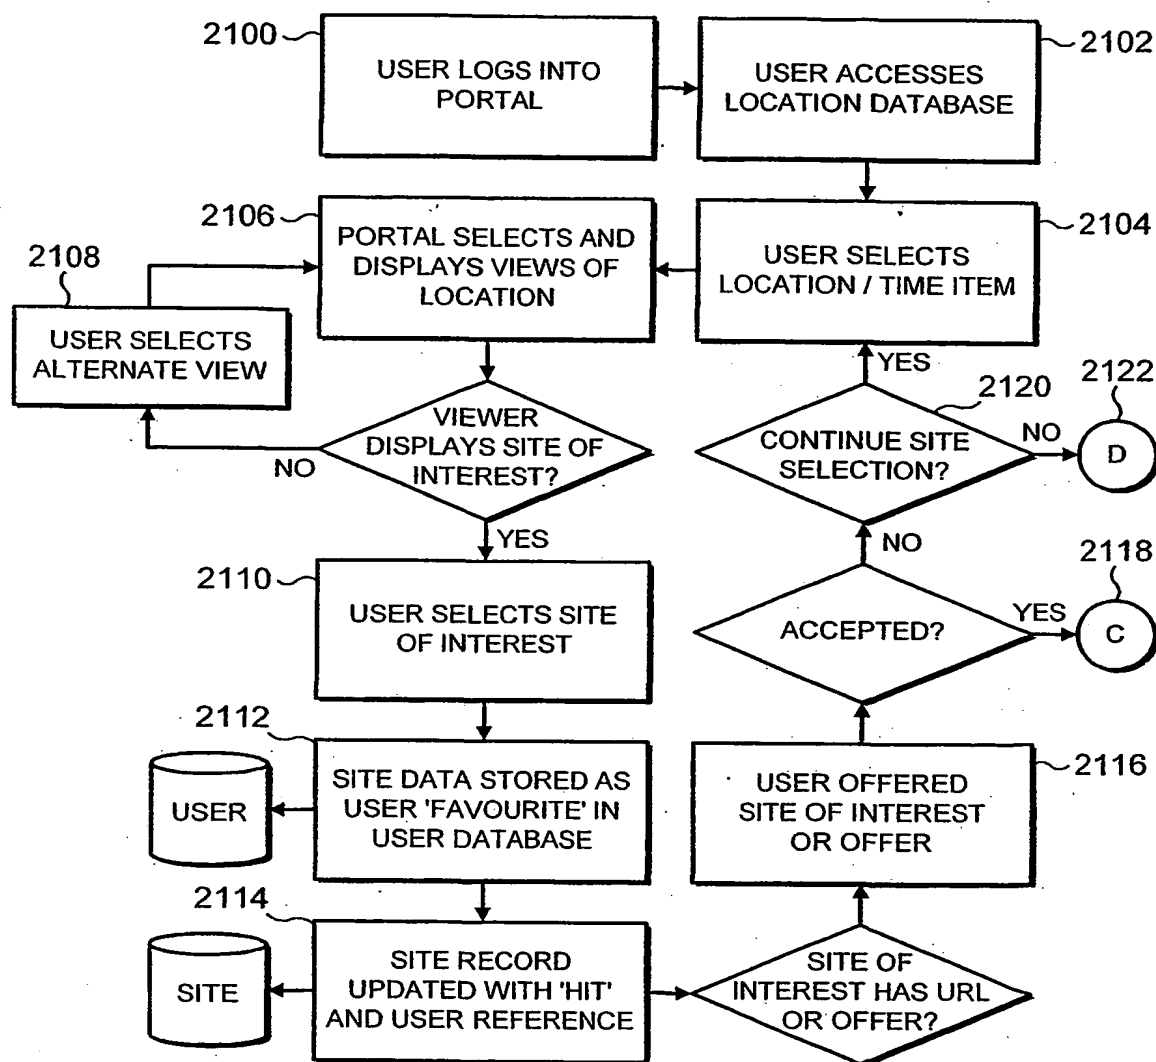 2100
USER LOGS INTO
PORTAL
2102
USER ACCESSES
LOCATION DATABASE
2104
USER SELECTS
LOCATION / TIME ITEM
2106
PORTAL SELECTS AND
DISPLAYS VIEWS OF
LOCATION
2108
USER SELECTS
ALTERNATE VIEW
VIEWER
DISPLAYS SITE OF
INTEREST?
NO
YES
2110
USER SELECTS SITE
OF INTEREST
2112
SITE DATA STORED AS
USER 'FAVOURITE' IN
USER DATABASE
USER
2114
SITE RECORD
UPDATED WITH 'HIT'
AND USER REFERENCE
SITE
SITE OF
INTEREST HAS URL
OR OFFER?
2116
USER OFFERED
SITE OF INTEREST
OR OFFER
ACCEPTED?
YES
2118
C
NO
2120
CONTINUE SITE
SELECTION?
YES
NO
2122
D